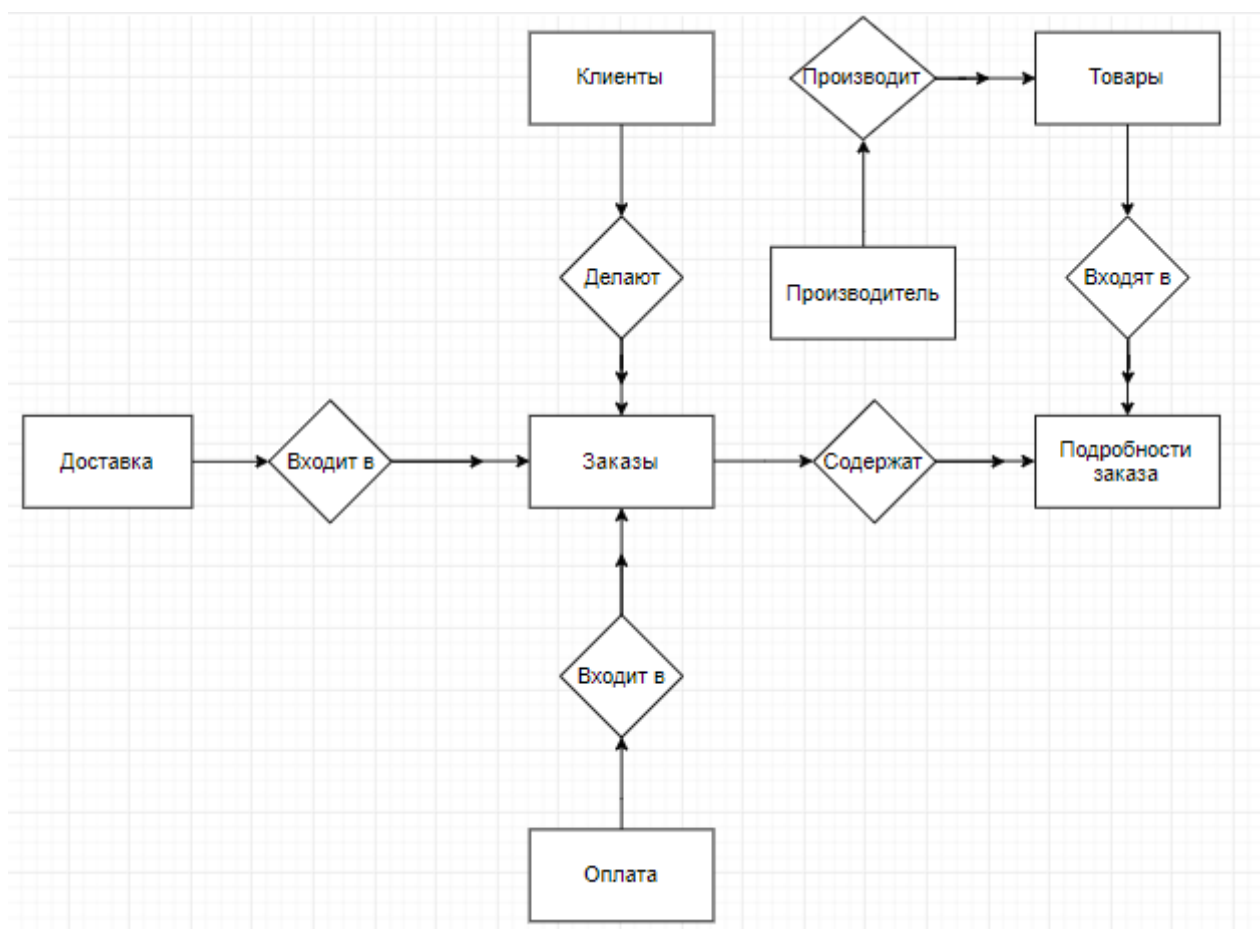 Клиенты
Производит
Товары
Делают
Производитель
Входят в
Доставка
Входит в
Заказы
Содержат
Подробности
заказа
Входит в
Оплата